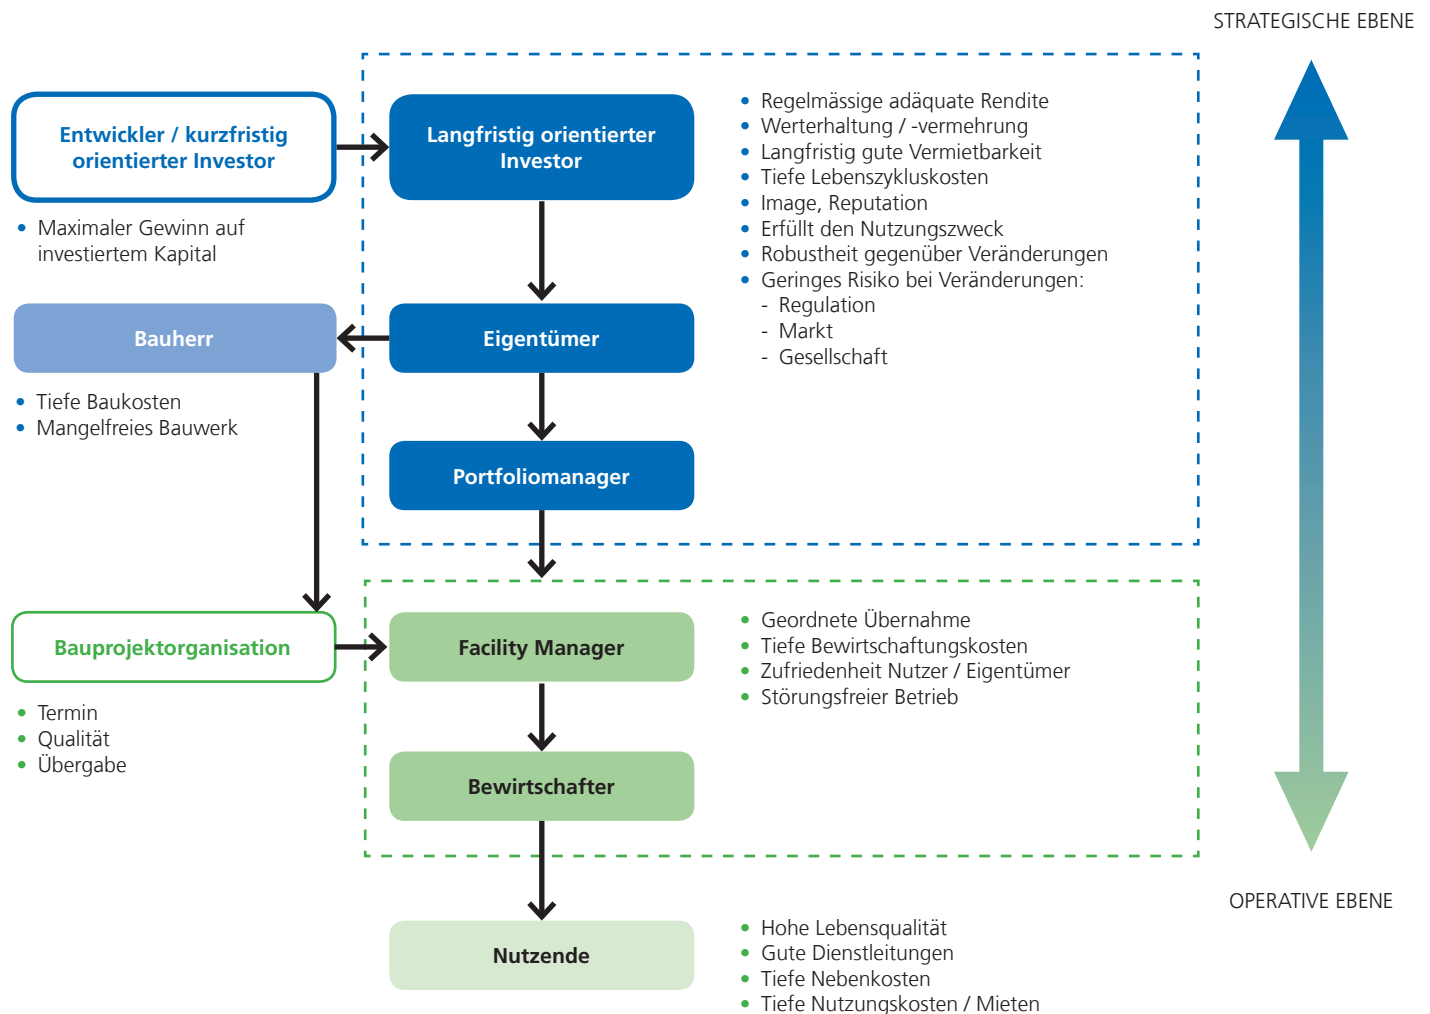 STRATEGISCHE EBENE
Entwickler / kurzfristig
orientierter Investor
• Maximaler Gewinn auf
investiertem Kapital
Langfristig orientierter
Investor
• Regelmässige adäquate Rendite
• Werterhaltung / -vermehrung
• Langfristig gute Vermietbarkeit
• Tiefe Lebenszykluskosten
• Image, Reputation
• Erfüllt den Nutzungszweck
• Robustheit gegenüber Veränderungen
• Geringes Risiko bei Veränderungen:
- Regulation
- Markt
- Gesellschaft
Bauherr
• Tiefe Baukosten
• Mangelfreies Bauwerk
Eigentümer
Portfoliomanager
Bauprojektorganisation
• Termin
• Qualität
• Übergabe
Facility Manager
• Geordnete Übernahme
• Tiefe Bewirtschaftungskosten
• Zufriedenheit Nutzer / Eigentümer
• Störungsfreier Betrieb
Bewirtschafter
OPERATIVE EBENE
Nutzende
• Hohe Lebensqualität
• Gute Dienstleitungen
• Tiefe Nebenkosten
• Tiefe Nutzungskosten / Mieten